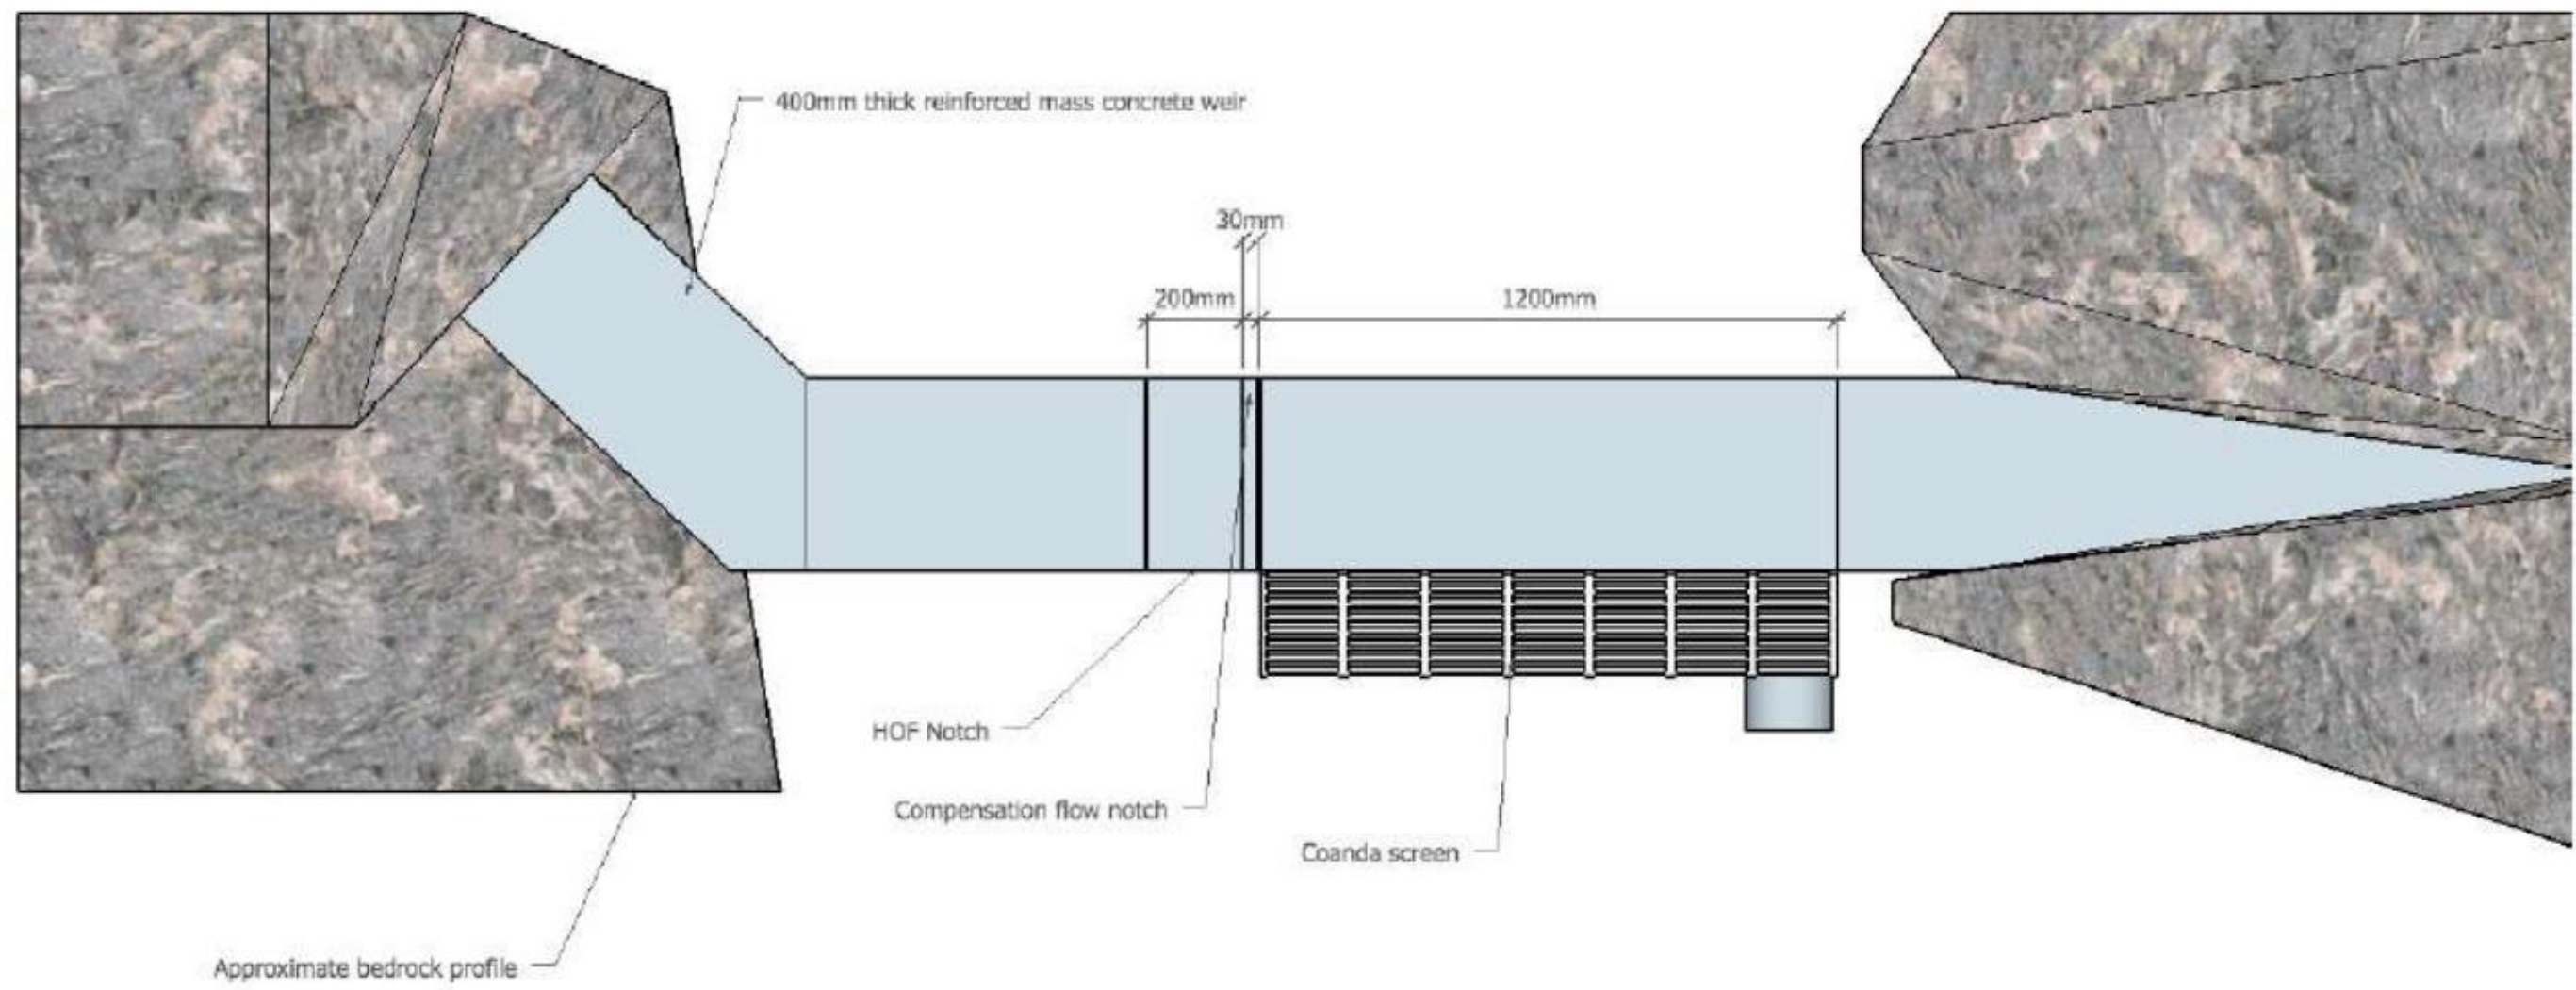 400mm thick reinforced mass concrete weir
30mm
200mm
1200mm
HOF Notch
Compensation flow notch
Coanda screen
Approximate bedrock profile